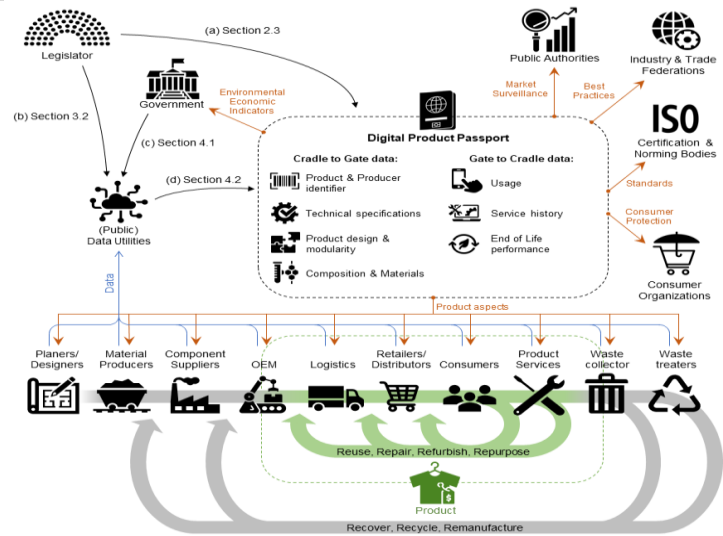 (a) Section 2.3
Legislator
Public Authorities
Industry & Trade
Federations
Government
Environmental
Economic
Indicators
Market
Surveillance
Best
Practices
(b) Section 3.2
(c) Section 4.1
Digital Product Passport
ISO
Certification &
Norming Bodies
Cradle to Gate data:
Gate to Cradle data:
Product & Producer
identifier
Usage
(d) Section 4.2
Standards
Technical specifications
Service history
Consumer
Protection
(Public)
Data Utilities
Product design &
modularity
End of Life
performance
Composition & Materials
Consumer
Organizations
Data
Product aspects
Planers/
Designers
Material
Producers
Component
Suppliers
OEM
Logistics
Retailers/
Distributors
Consumers
Product
Services
Waste
collector
Waste
treaters
Reuse, Repair, Refurbish, Repurpose
$
Product
Recover, Recycle, Remanufacture